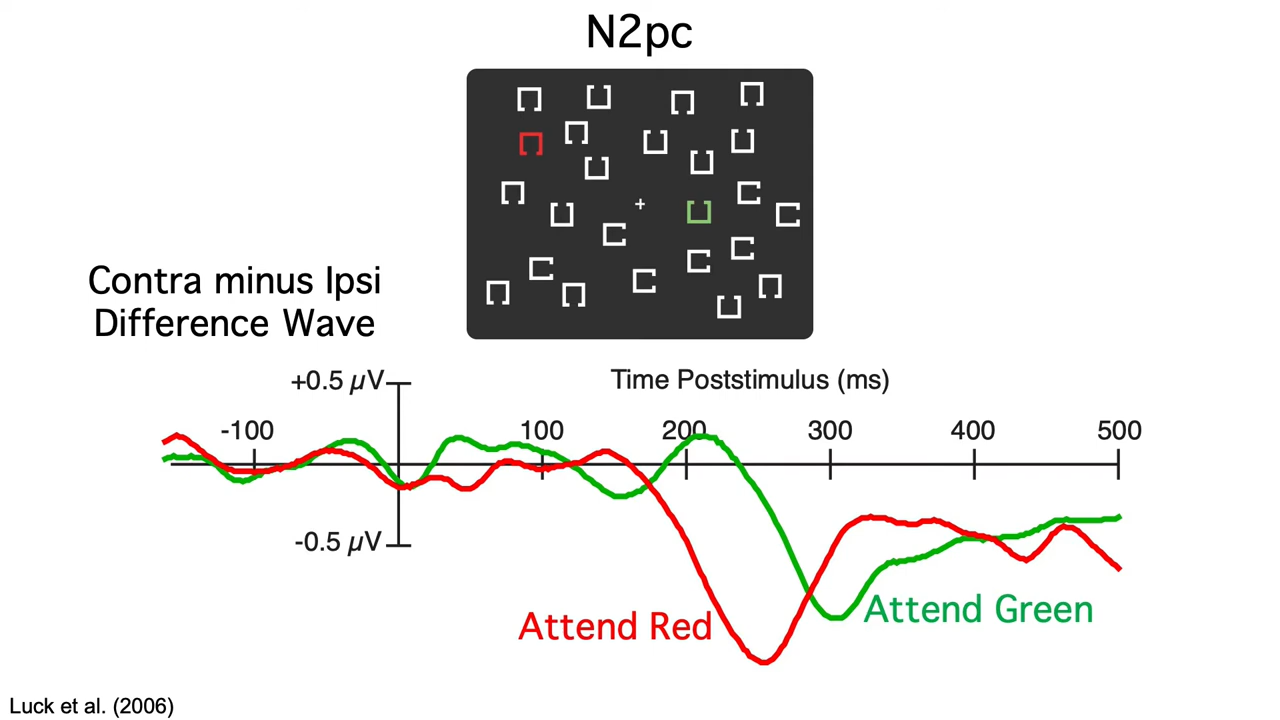 N2pc
Contra minus Ipsi
Difference Wave
+0.5 µV
Time Poststimulus (ms)
-100
100
200
300
400
500
-0.5 µV
Attend Red
Attend Green
Luck et al. (2006)